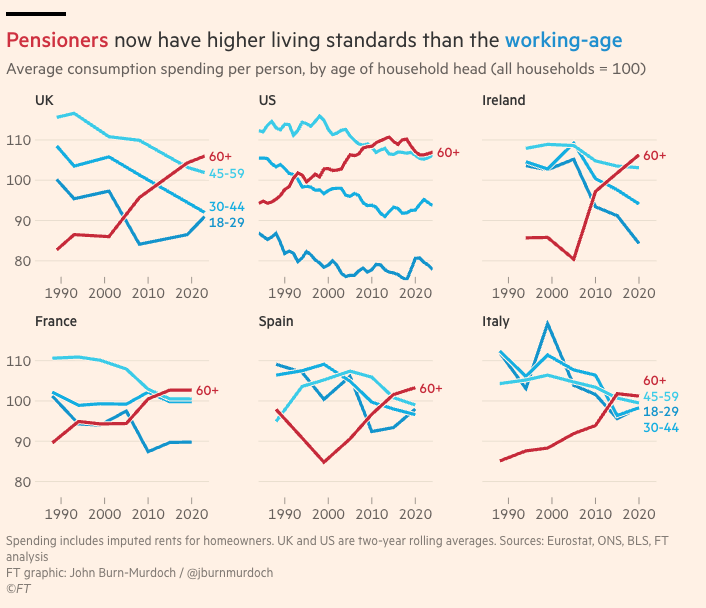 Pensioners now have higher living standards than the working-age
Average consumption spending per person, by age of household head (all households = 100)
UK
US
Ireland
110
100
90
80
60+
45-59
30-44
18-29
60+
60+
1990 2000 2010 2020
1990 2000 2010 2020
1990 2000 2010 2020
France
Spain
Italy
110
100
90
80
60+
60+
60+
45-59
18-29
30-44
1990 2000 2010 2020
1990 2000 2010 2020
1990 2000 2010 2020
Spending includes imputed rents for homeowners. UK and US are two-year rolling averages. Sources: Eurostat, ONS, BLS, FT
analysis
FT graphic: John Burn-Murdoch / @jburnmurdoch
©FT